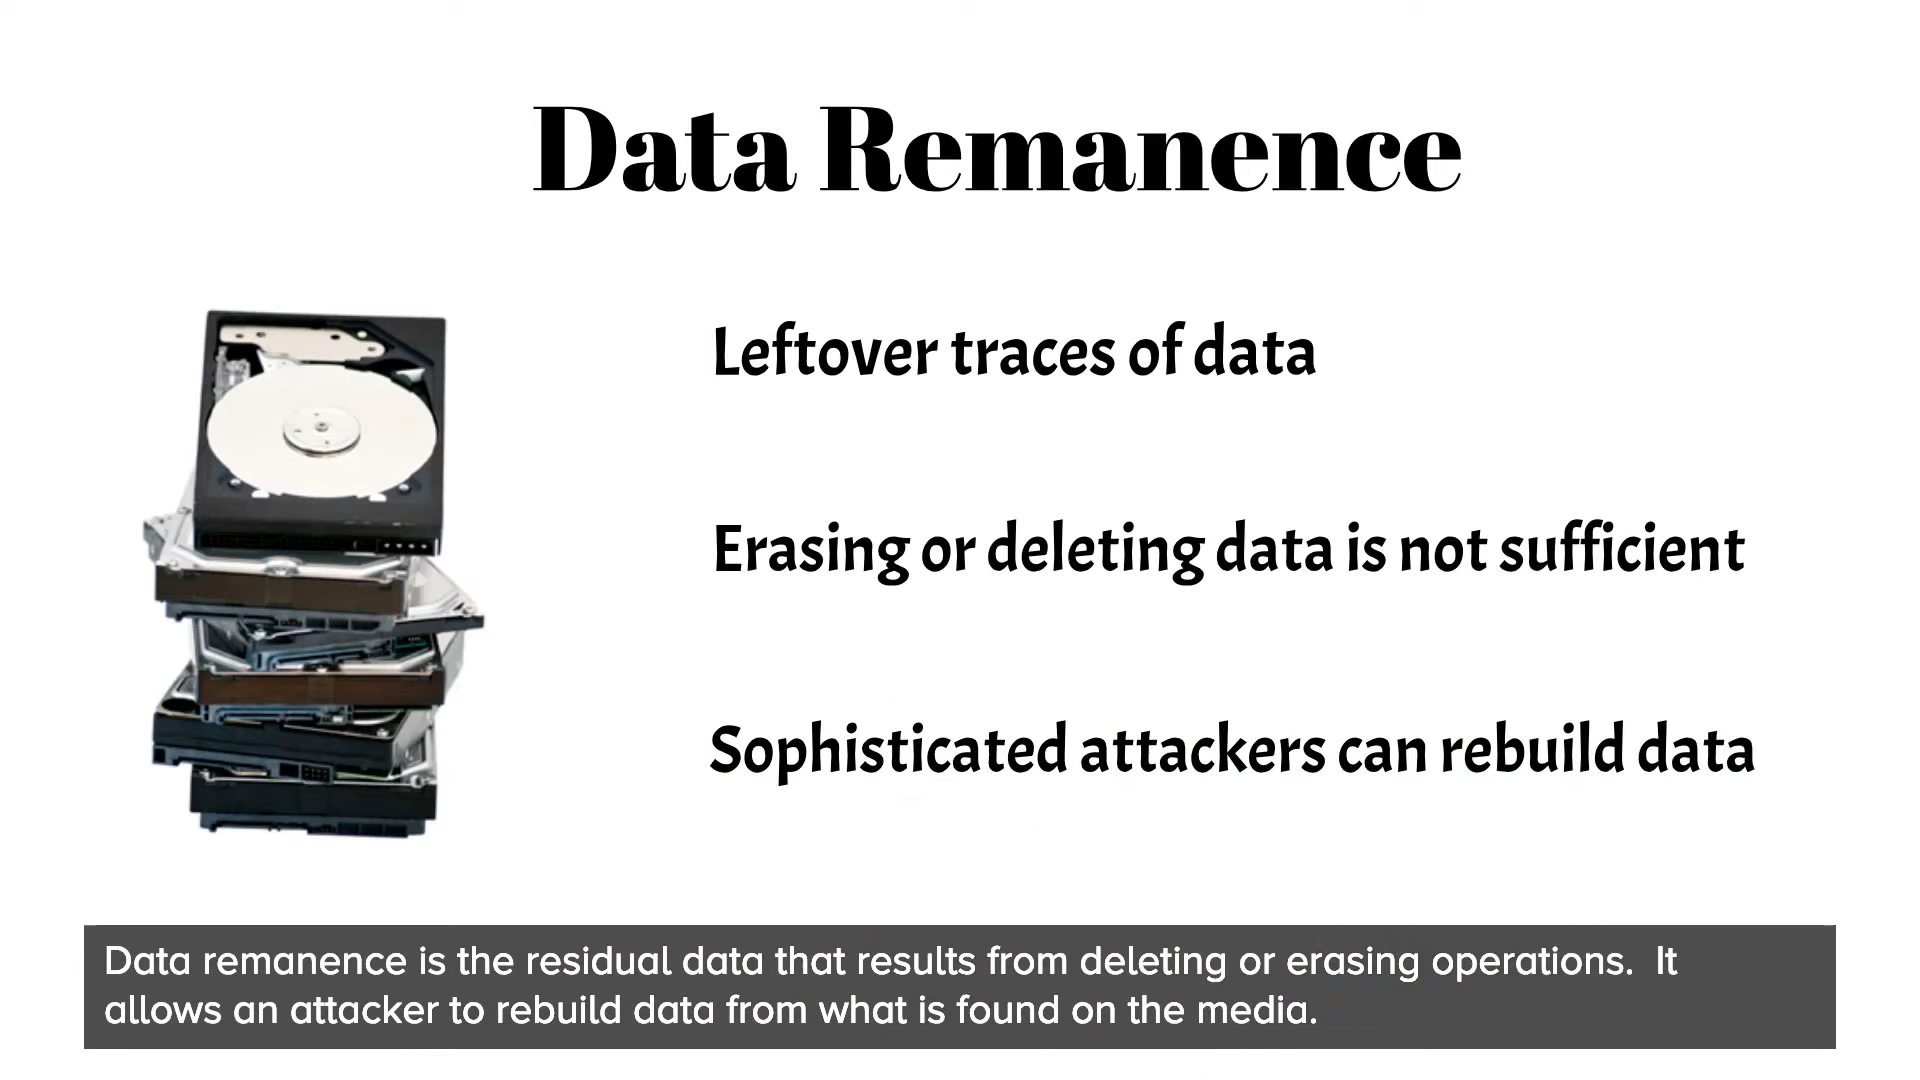 Data Remanence
Leftover traces of data
Erasing or deleting data is not sufficient
Sophisticated attackers can rebuild data
Data remanence is the residual data that results from deleting or erasing operations.  It
allows an attacker to rebuild data from what is found on the media.